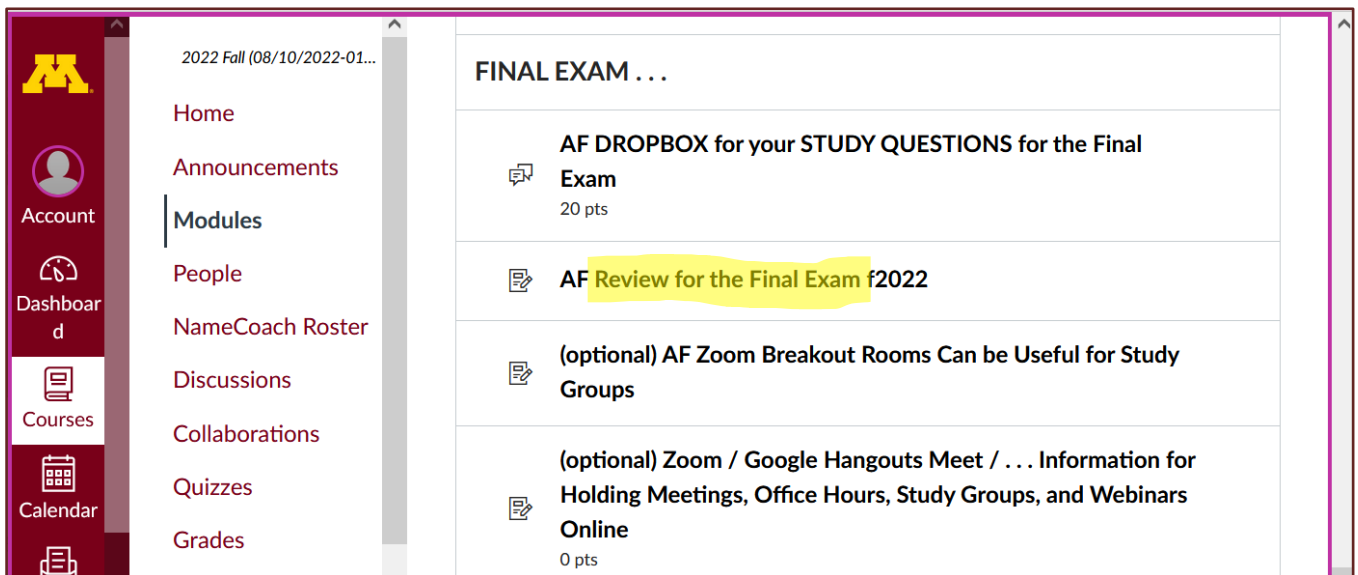 M
Account
Dashboar
d
Courses
Calendar
2022 Fall (08/10/2022-01...
Home
Announcements
Modules
People
NameCoach Roster
Discussions
Collaborations
Quizzes
Grades
FINAL EXAM . . .
AF DROPBOX for your STUDY QUESTIONS for the Final
Exam
20 pts
AF Review for the Final Exam f2022
(optional) AF Zoom Breakout Rooms Can be Useful for Study
Groups
(optional) Zoom / Google Hangouts Meet / . . . Information for
Holding Meetings, Office Hours, Study Groups, and Webinars
Online
0 pts